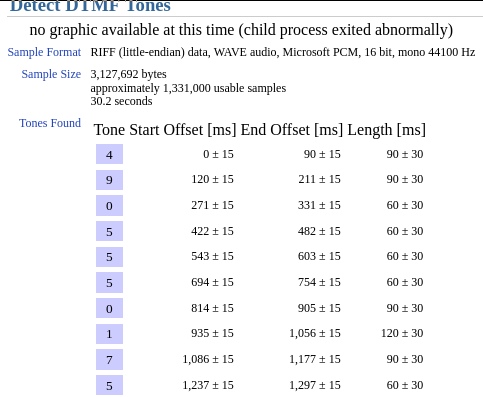 Detect DTMF Tones
no graphic available at this time (child process exited abnormally)
Sample Format RIFF (little-endian) data, WAVE audio, Microsoft PCM, 16 bit, mono 44100 Hz
Sample Size 3,127,692 bytes
approximately 1,331,000 usable samples
30.2 seconds
Tones Found
Tone Start Offset [ms] End Offset [ms] Length [ms]
4 0 ± 15 90 ± 15 90 ± 30
9 120 ± 15 211 ± 15 90 ± 30
0 271 ± 15 331 ± 15 60 ± 30
5 422 ± 15 482 ± 15 60 ± 30
5 543 ± 15 603 ± 15 60 ± 30
5 694 ± 15 754 ± 15 60 ± 30
0 814 ± 15 905 ± 15 90 ± 30
1 935 ± 15 1,056 ± 15 120 ± 30
7 1,086 ± 15 1,177 ± 15 90 ± 30
5 1,237 ± 15 1,297 ± 15 60 ± 30